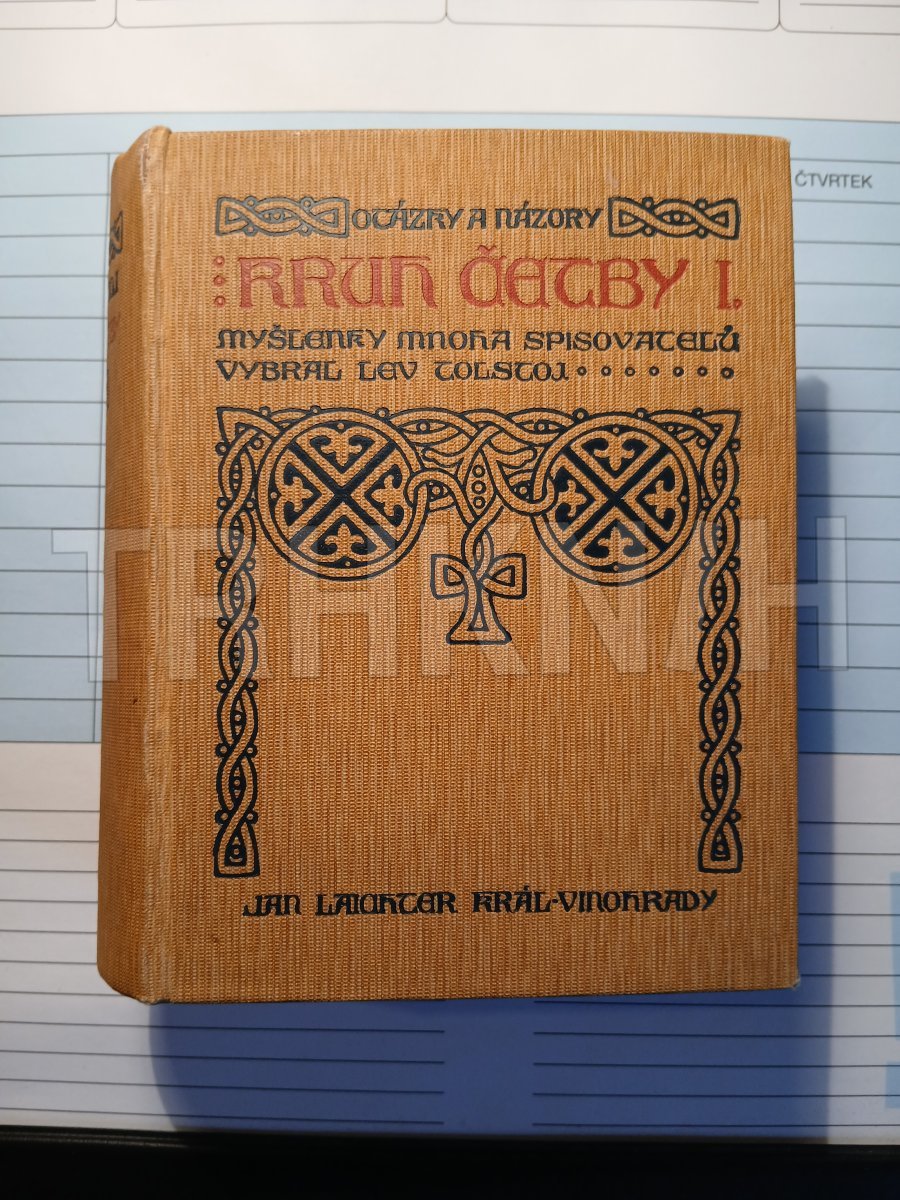 OTÁZKY A NÁZORY
KRUH ČETBY I.
MYŠLENKY MNOHA SPISOVATELŮ
VYBRAL LEV TOLSTOJ
JAN LAICHTER KRÁL-VINOHRADY
ČTVRTEK